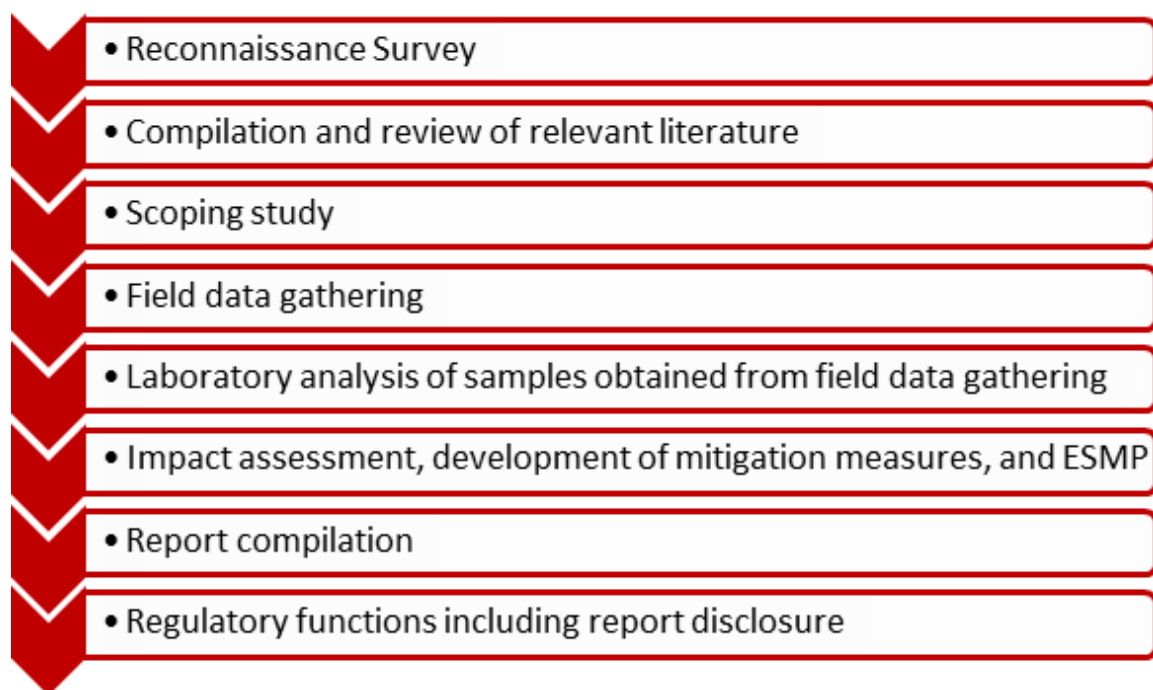 • Reconnaissance Survey
• Compilation and review of relevant literature
• Scoping study
• Field data gathering
• Laboratory analysis of samples obtained from field data gathering
• Impact assessment, development of mitigation measures, and ESMP
• Report compilation
• Regulatory functions including report disclosure